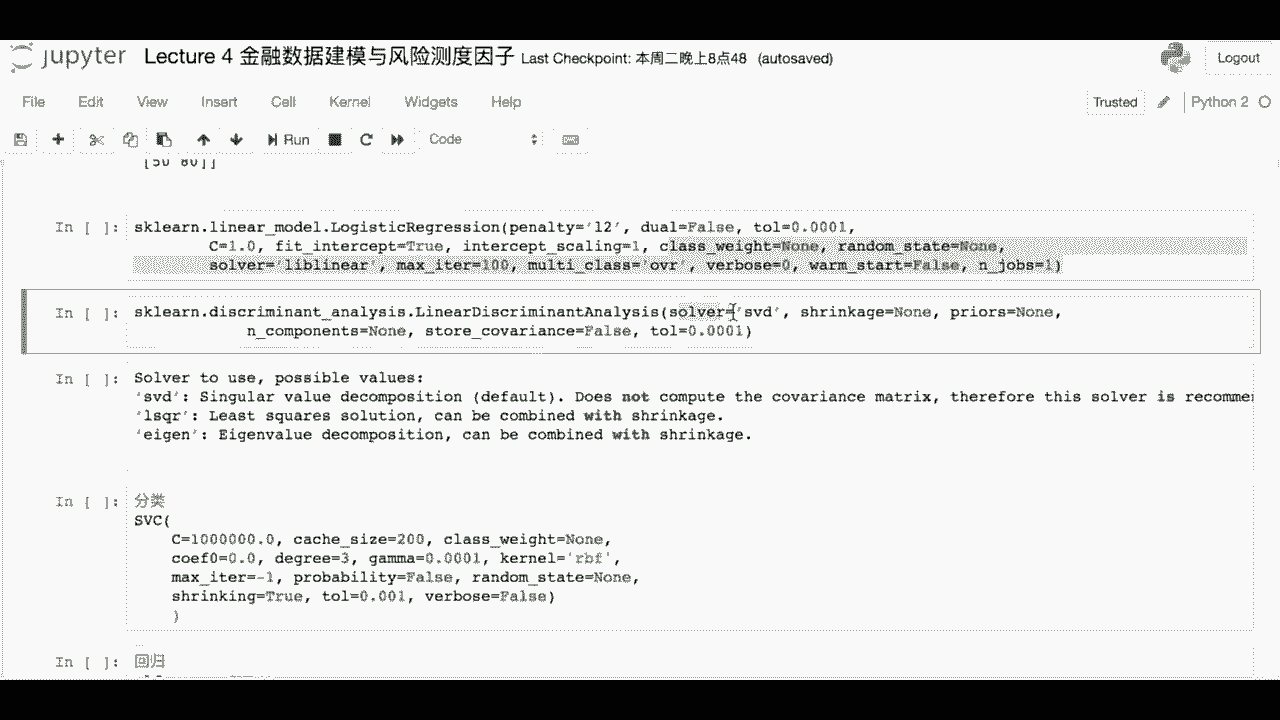 jupyter Lecture 4 金融数据建模与风险测度因子 Last Checkpoint: 本周二晚上8点48 (autosaved)
Logout
File Edit View Insert Cell Kernel Widgets Help
Trusted Python 2
Run Code
[50 80]]
In [ ]: sklearn.linear_model.LogisticRegression(penalty='l2', dual=False, tol=0.0001,
C=1.0, fit_intercept=True, intercept_scaling=1, class_weight=None, random_state=None,
solver='liblinear', max_iter=100, multi_class='ovr', verbose=0, warm_start=False, n_jobs=1)
In [ ]: sklearn.discriminant_analysis.LinearDiscriminantAnalysis(solver='svd', shrinkage=None, priors=None,
n_components=None, store_covariance=False, tol=0.0001)
In [ ]: Solver to use, possible values:
'svd': Singular value decomposition (default). Does not compute the covariance matrix, therefore this solver is recomme
'lsqr': Least squares solution, can be combined with shrinkage.
'eigen': Eigenvalue decomposition, can be combined with shrinkage.
In [ ]: 分类
SVC(
C=1000000.0, cache_size=200, class_weight=None,
coef0=0.0, degree=3, gamma=0.0001, kernel='rbf',
max_iter=-1, probability=False, random_state=None,
shrinking=True, tol=0.001, verbose=False)
)
In [ ]: 回归